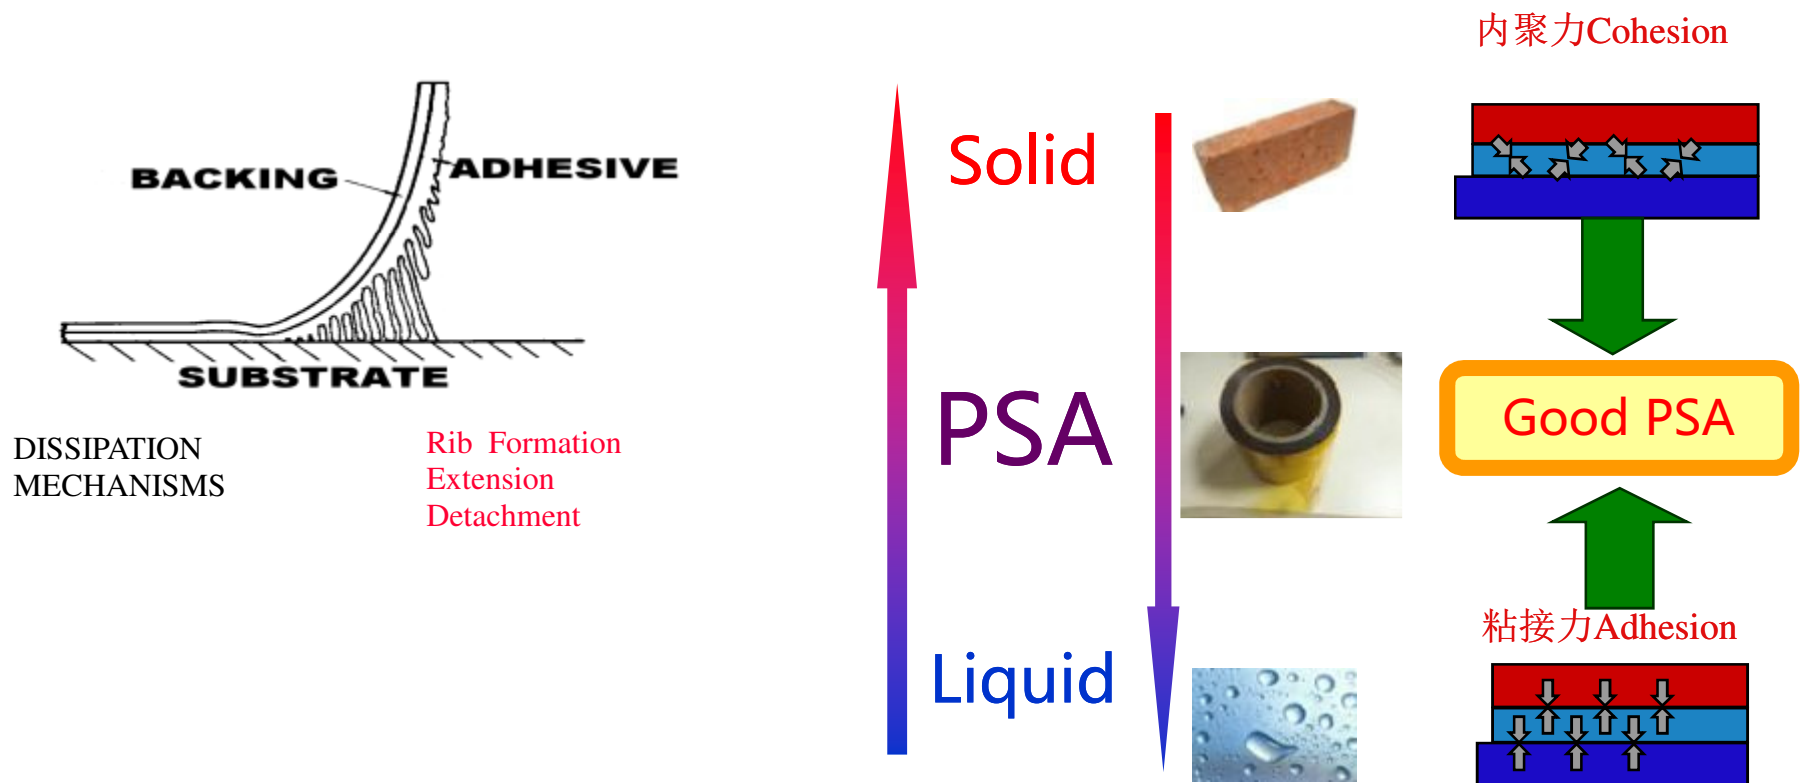 BACKING
ADHESIVE
SUBSTRATE
DISSIPATION
MECHANISMS
Rib Formation
Extension
Detachment
Solid
PSA
Liquid
内聚力Cohesion
Good PSA
粘接力Adhesion